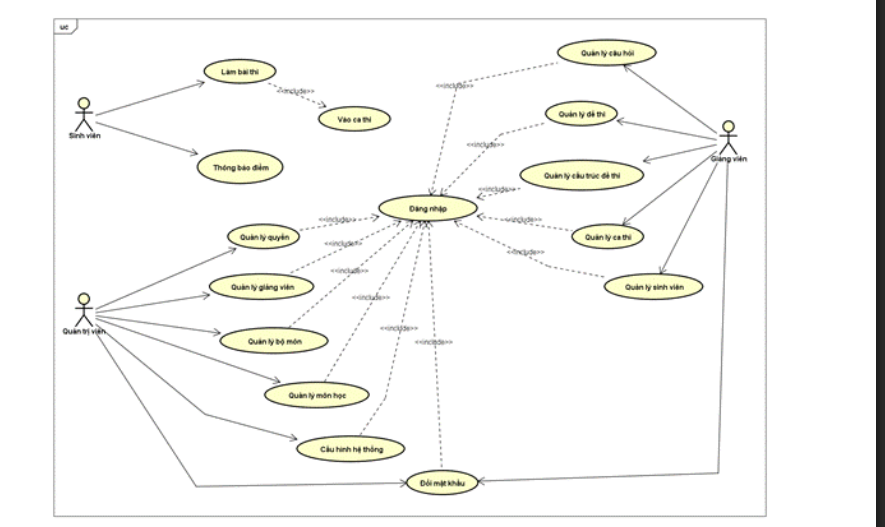 uc
Quản lý câu hỏi
Làm bài thi
<<include>>
<<include>>
Quản lý đề thi
Vào ca thi
Sinh viên
<<include>>
Giảng viên
Thông báo điểm
Quản lý cấu trúc đề thi
<<include>>
Đăng nhập
<<include>>
<<include>>
Quản lý quyền
Quản lý ca thi
<<include>>
<<include>>
<<include>>
Quản lý giảng viên
Quản lý sinh viên
<<include>>
Quản trị viên
<<include>>
Quản lý bộ môn
<<include>>
Quản lý môn học
Cấu hình hệ thống
Đổi mật khẩu